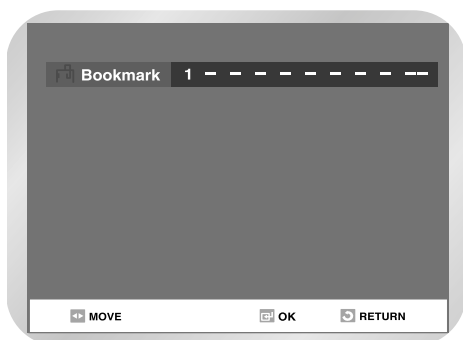 Bookmark 1 – – – – – – – – – –
MOVE OK RETURN